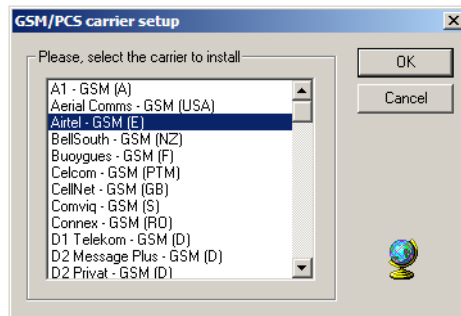 GSM/PCS carrier setup
Please, select the carrier to install
A1 - GSM (A)
Aerial Comms - GSM (USA)
Airtel - GSM (E)
BellSouth - GSM (NZ)
Buoygues - GSM (F)
Celcom - GSM (PTM)
CellNet - GSM (GB)
Comviq - GSM (S)
Connex - GSM (RO)
D1 Telekom - GSM (D)
D2 Message Plus - GSM (D)
D2 Privat - GSM (D)
OK
Cancel